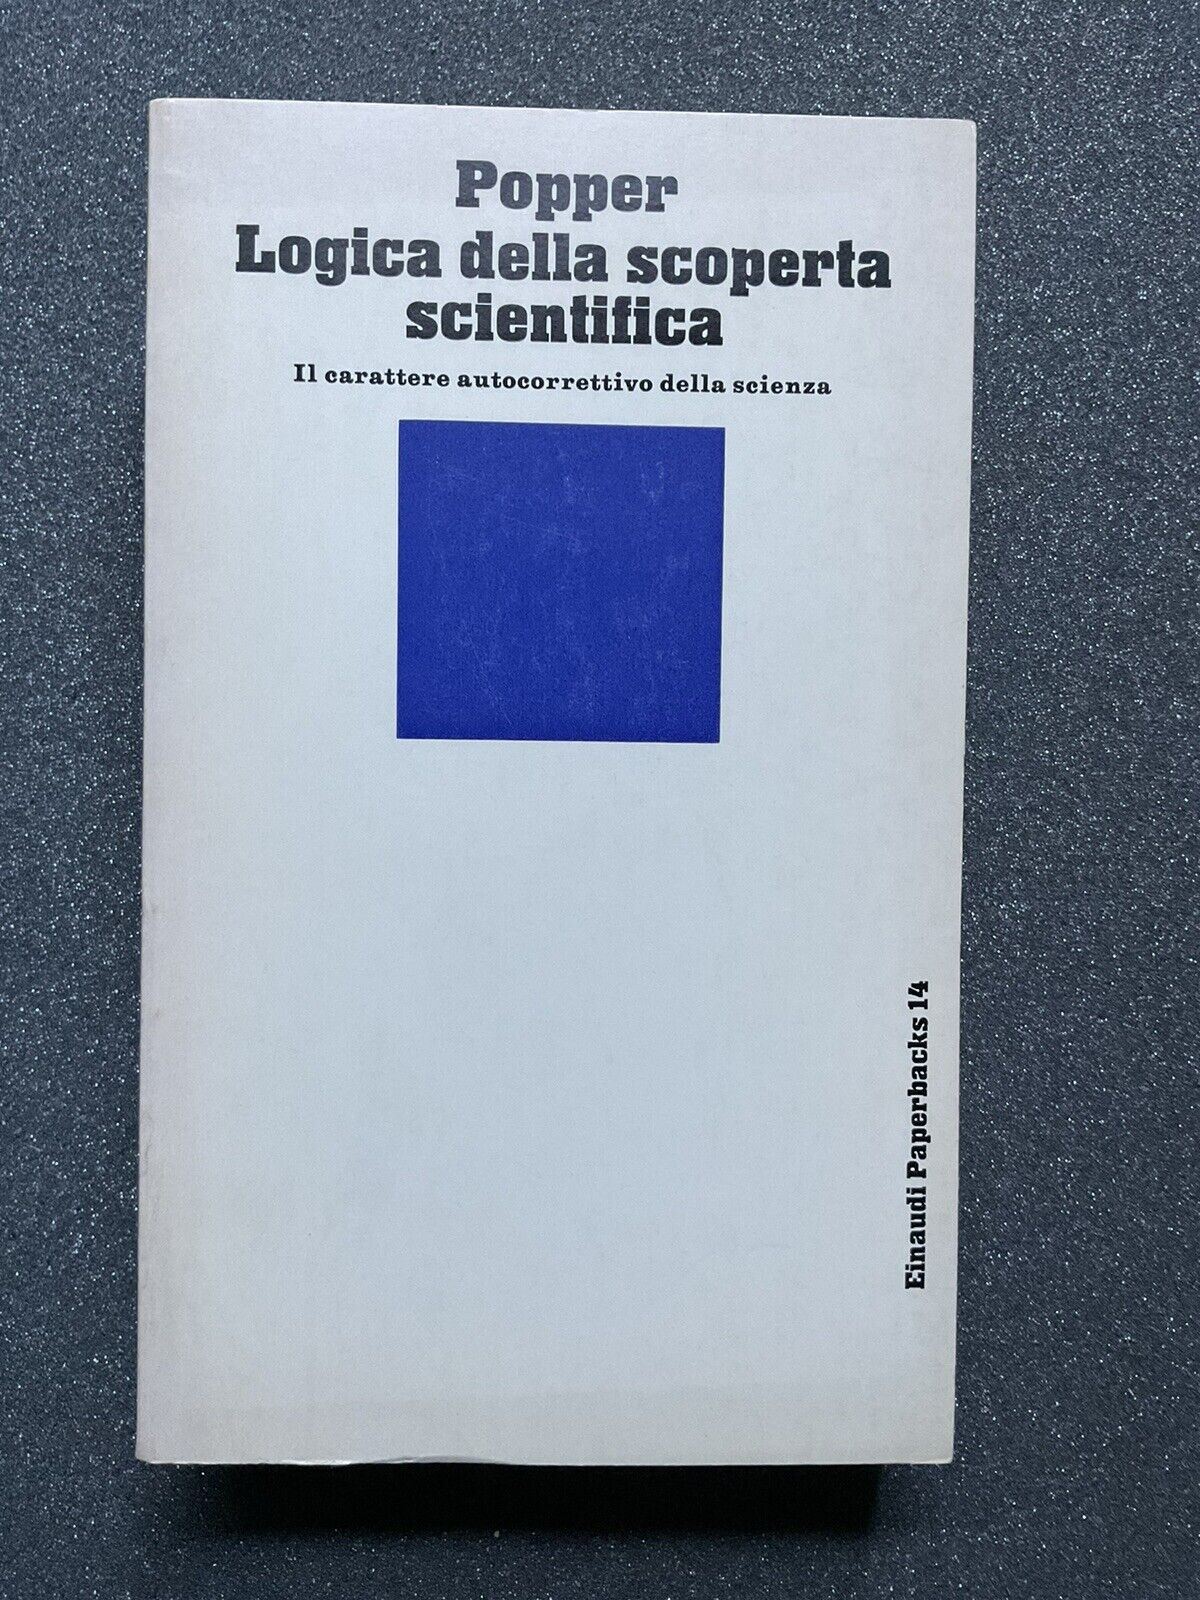 Popper
Logica della scoperta
scientifica
Il carattere autocorrettivo della scienza
Einaudi Paperbacks 14